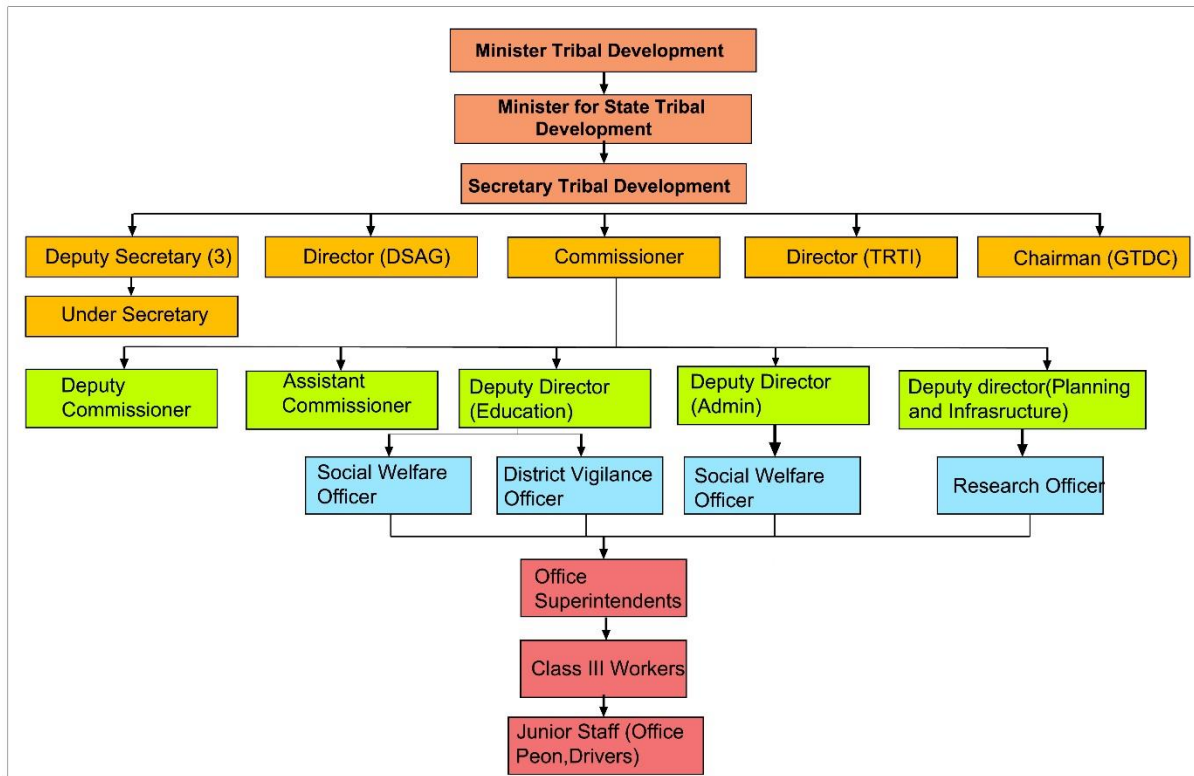 Minister Tribal Development
Minister for State Tribal
Development
Secretary Tribal Development
Deputy Secretary (3)
Director (DSAG)
Commissioner
Director (TRTI)
Chairman (GTDC)
Under Secretary
Deputy
Commissioner
Assistant
Commissioner
Deputy Director
(Education)
Deputy Director
(Admin)
Deputy director(Planning
and Infrasructure)
Social Welfare
Officer
District Vigilance
Officer
Social Welfare
Officer
Research Officer
Office
Superintendents
Class III Workers
Junior Staff (Office
Peon,Drivers)